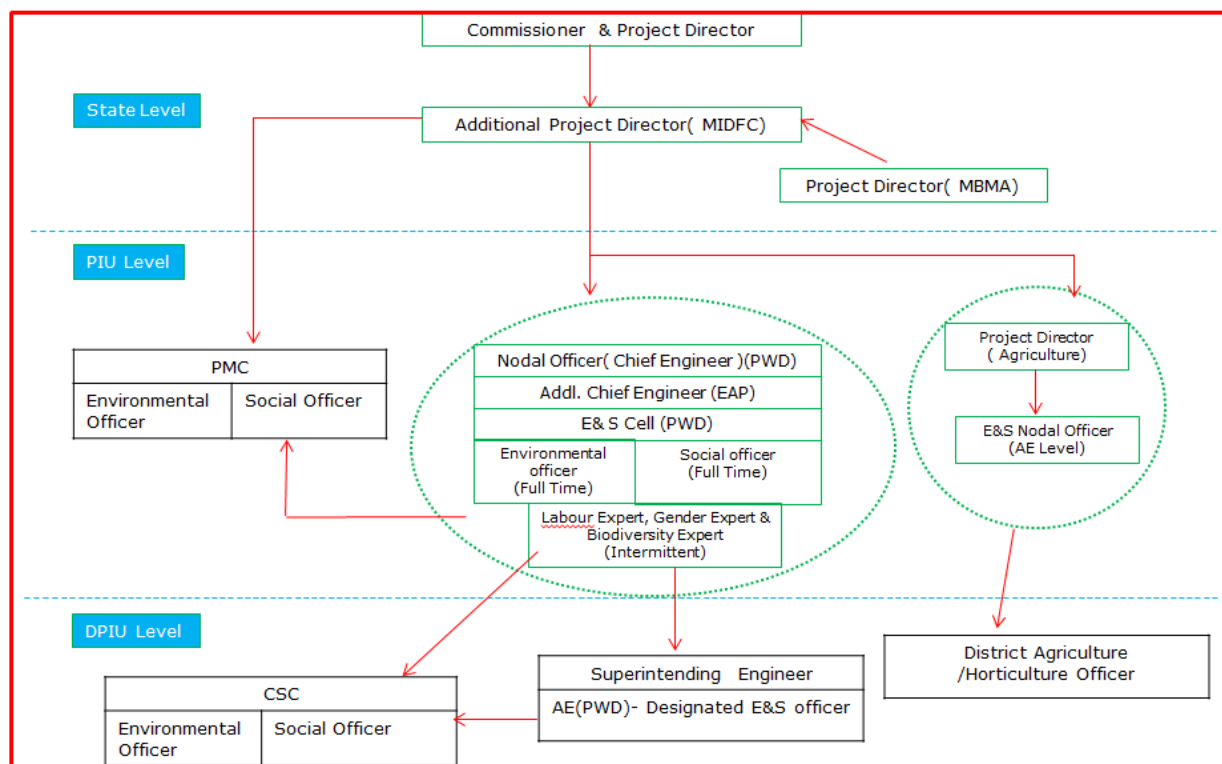 Commissioner & Project Director
State Level
Additional Project Director( MIDFC)
Project Director( MBMA)
PIU Level
Project Director
( Agriculture)
Nodal Officer( Chief Engineer )(PWD)
PMC
Addl. Chief Engineer (EAP)
Environmental
Officer
Social Officer
E& S Cell (PWD)
E&S Nodal Officer
(AE Level)
Environmental
officer
(Full Time)
Social officer
(Full Time)
Labour Expert, Gender Expert &
Biodiversity Expert
(Intermittent)
DPIU Level
District Agriculture
/Horticulture Officer
Superintending Engineer
AE(PWD)- Designated E&S officer
CSC
Environmental
Officer
Social Officer